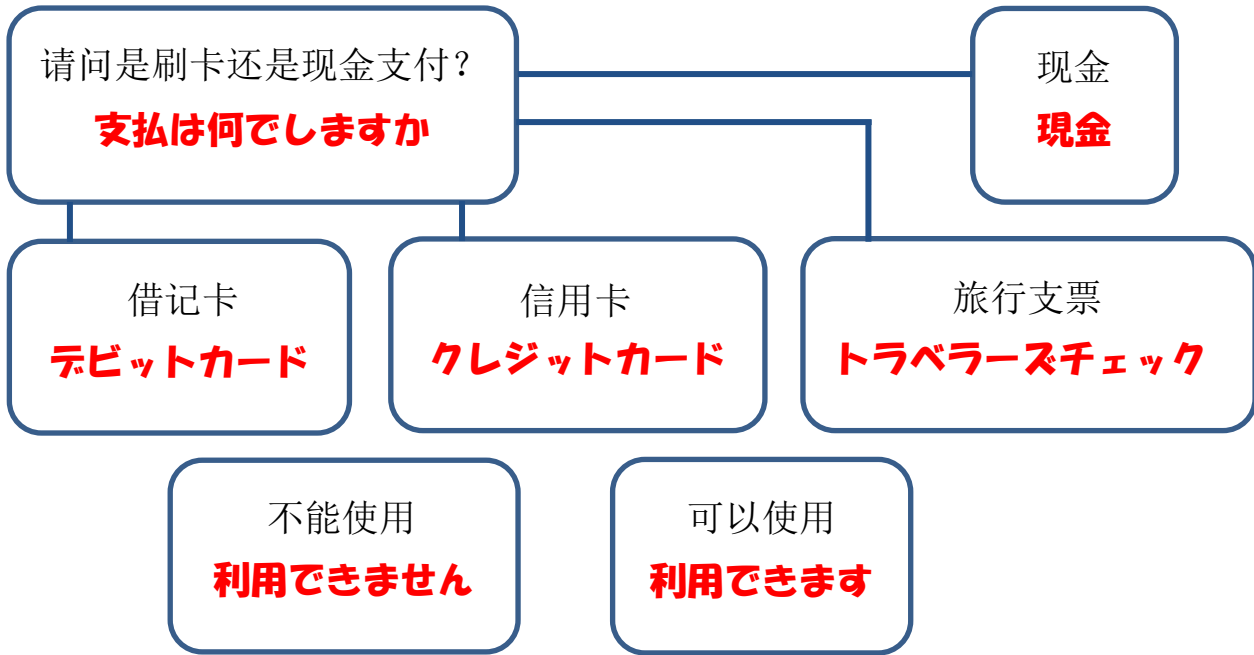 请问是刷卡还是现金支付？
支払は何でしますか
现金
現金
借记卡
デビットカード
信用卡
クレジットカード
旅行支票
トラベラーズチェック
不能使用
利用できません
可以使用
利用できます